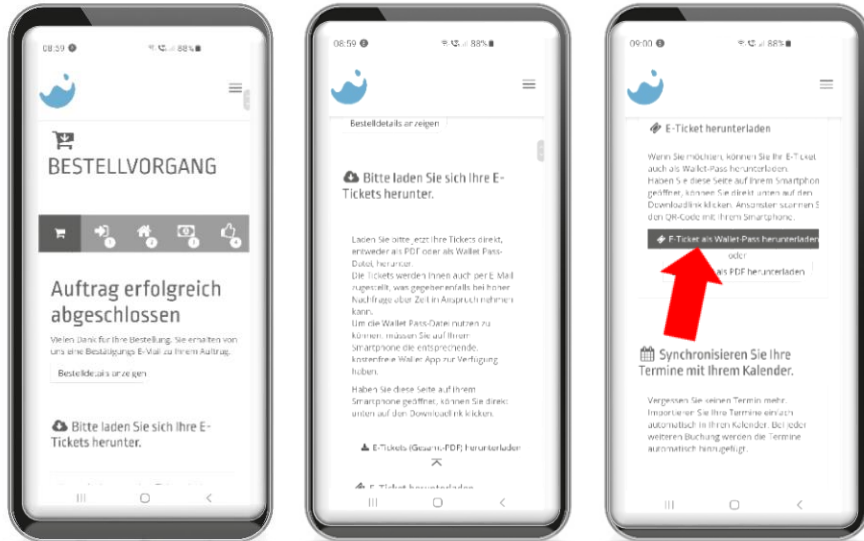 08:59
88%
BESTELLVORGANG
Auftrag erfolgreich
abgeschlossen
Vielen Dank für Ihre Bestellung. Sie erhalten von
uns eine Bestätigungs E-Mail zu Ihrem Auftrag.
Bestelldetails anzeigen
Bitte laden Sie sich Ihre E-
Tickets herunter.
08:59
88%
Bestelldetails anzeigen
Bitte laden Sie sich Ihre E-
Tickets herunter.
Laden Sie bitte jetzt Ihre Tickets direkt,
entweder als PDF oder als Wallet Pass-
Datei, herunter.
Die Tickets werden Ihnen auch per E Mail
zugestellt, was gegebenenfalls bei hoher
Nachfrage aber Zeit in Anspruch nehmen
kann.
Um die Wallet Pass-Datei nutzen zu
können, müssen Sie auf Ihrem
Smartphone die entsprechende,
kostenfreie Wallet App zur Verfügung
haben.
Haben Sie diese Seite auf Ihrem
Smartphone geöffnet, können Sie direkt
unten auf den Downloadlink klicken.
E-Tickets (Gesamt-PDF) herunterladen
E-Ticket herunterladen
09:00
88%
E-Ticket herunterladen
Wenn Sie möchten, können Sie Ihr E-Ticket
auch als Wallet-Pass herunterladen.
Haben Sie diese Seite auf Ihrem Smartphon
geöffnet, können Sie direkt unten auf den
Downloadlink klicken. Ansonsten scannen S
den QR-Code mit Ihrem Smartphone.
E-Ticket als Wallet-Pass herunterladen
oder
als PDF herunterladen
Synchronisieren Sie Ihre
Termine mit Ihrem Kalender.
Vergessen Sie keinen Termin mehr.
Importieren Sie Ihre Termine einfach
automatisch in Ihren Kalender. Bei jeder
weiteren Buchung werden die Termine
automatisch hinzugefügt.